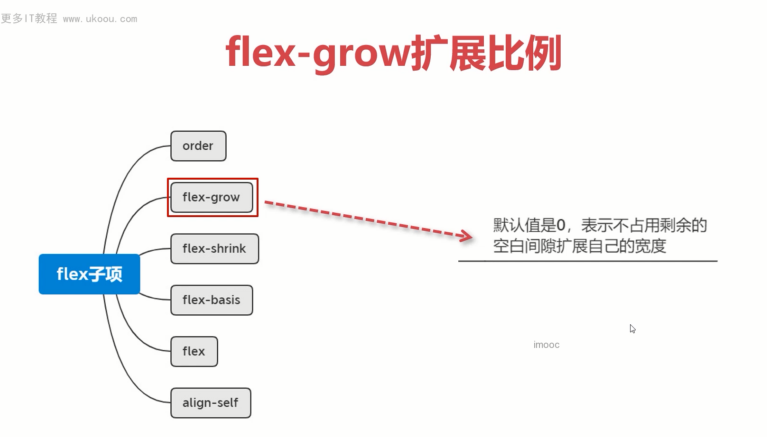 更多IT教程 www.ukoou.com
flex-grow扩展比例
order
flex-grow
flex-shrink
flex子项
flex-basis
flex
align-self
默认值是0，表示不占用剩余的
空白间隙扩展自己的宽度
imooc